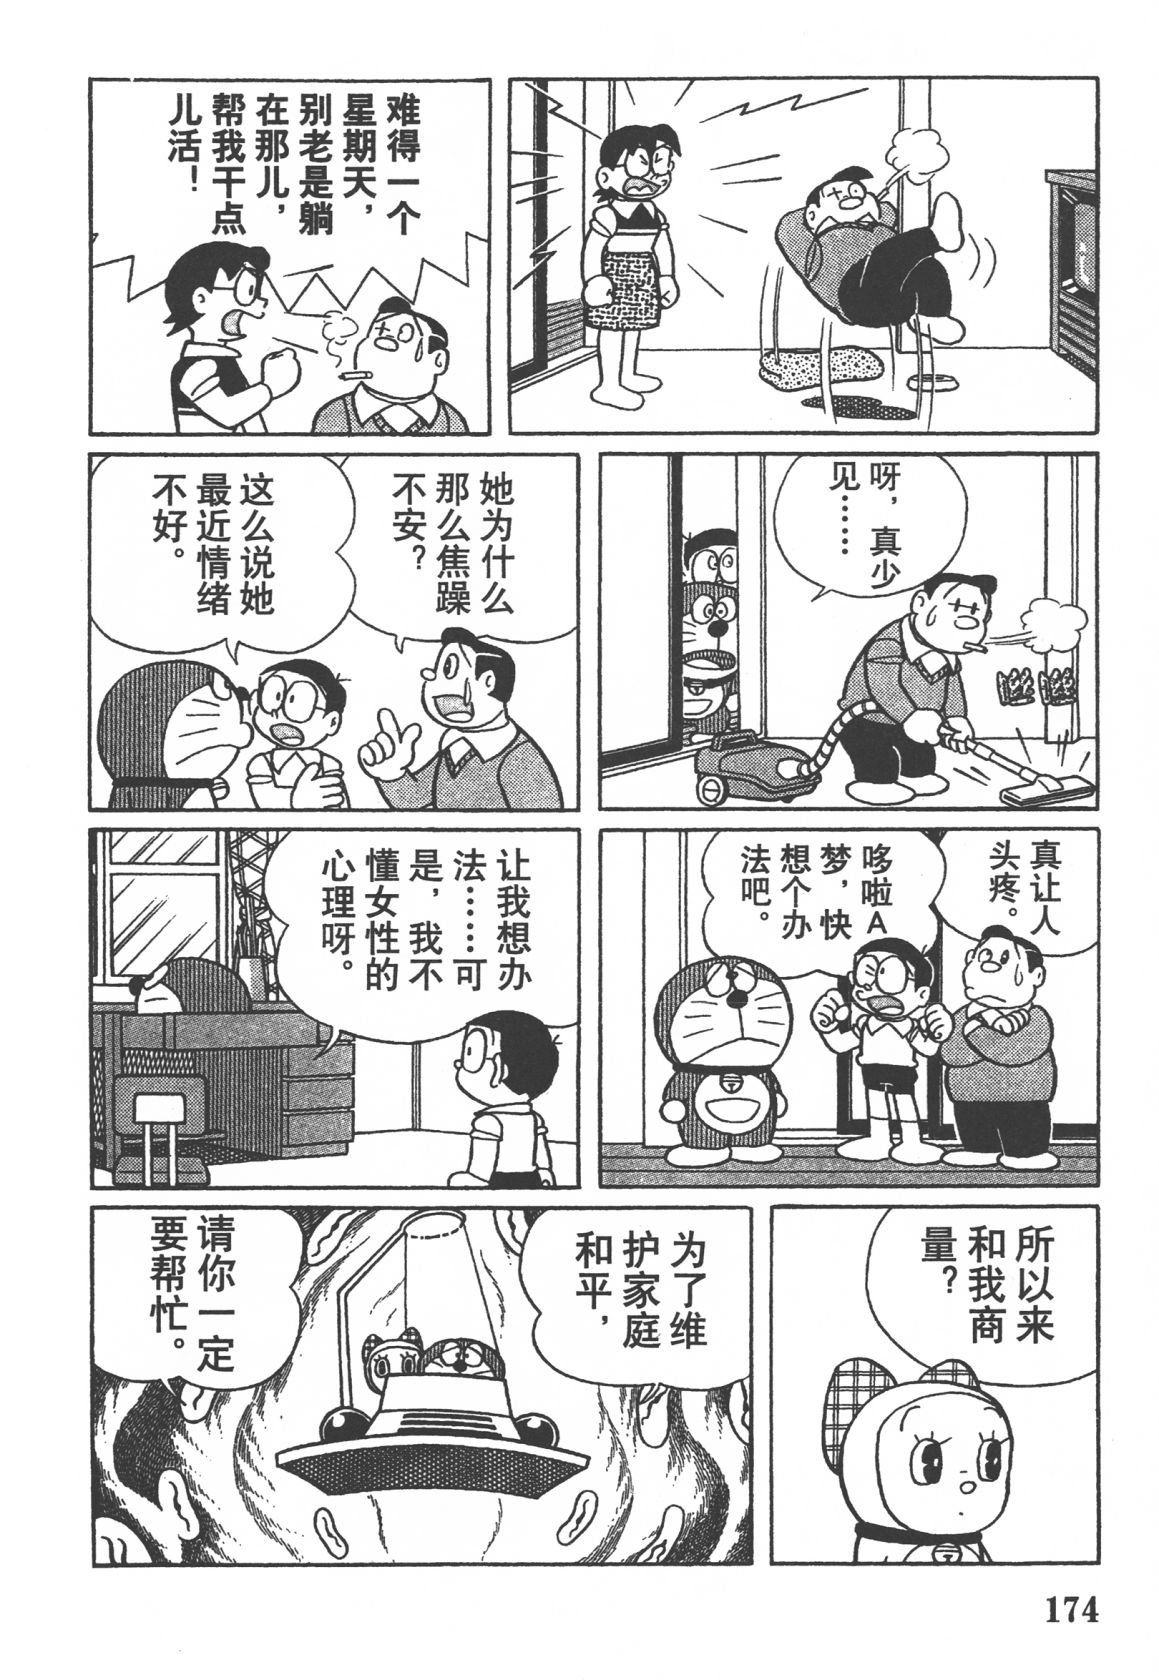 难得一个
星期天，
别老是躺
在那儿，
帮我干点
儿活！
呀，真少
见……
她为什么
那么焦躁
不安？
这么说她
最近情绪
不好。
真让人
头疼。
哆啦A
梦，快
想个办
法吧。
让我想办
法……可
是，我不
懂女性的
心理呀。
所以来
和我商
量？
为了维
护家庭
和平，
请你一定
要帮忙。
174